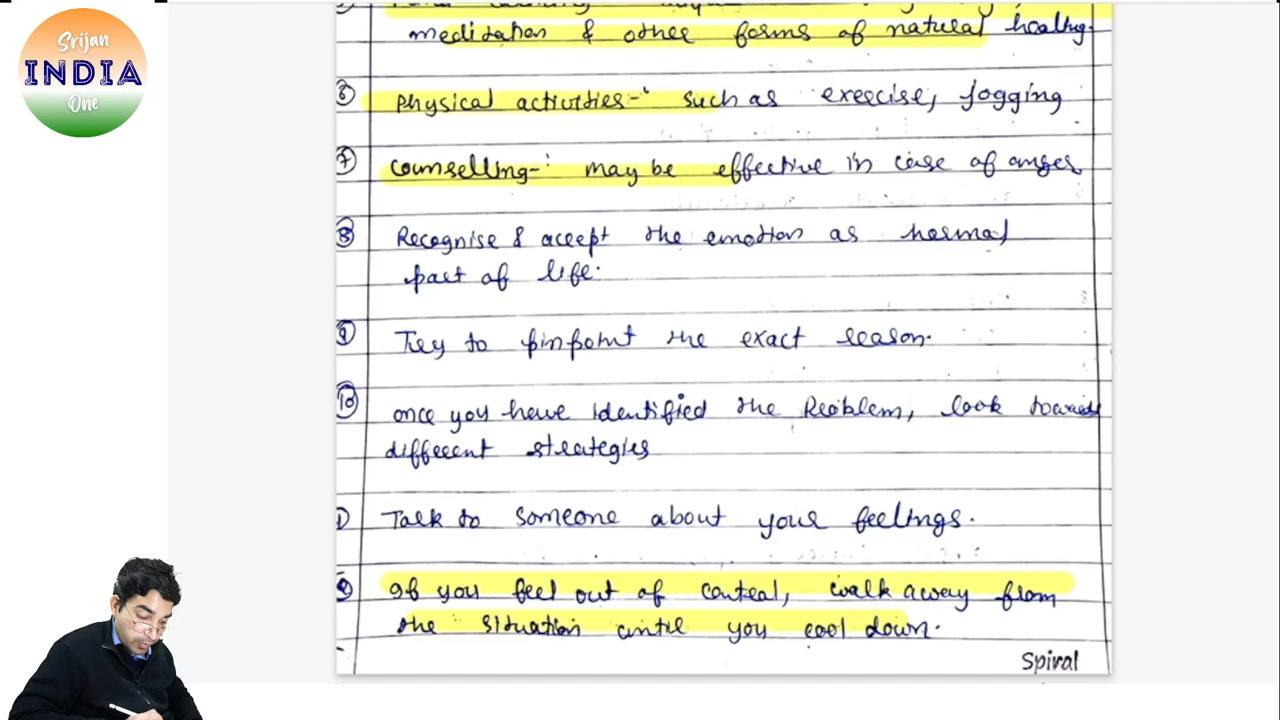 Srijan
INDIA
One
meditation & other forms of natural healing.
6 Physical activities-: such as exercise, Jogging
7 counselling-: may be effective in case of anger
8 Recognise & accept the emotion as normal
part of life.
9 Try to pinpoint the exact reason.
10 once you have identified the Problem, look towards
different strategies
Talk to someone about your feelings.
If you feel out of control, walk away from
the situation until you cool down.
Spiral